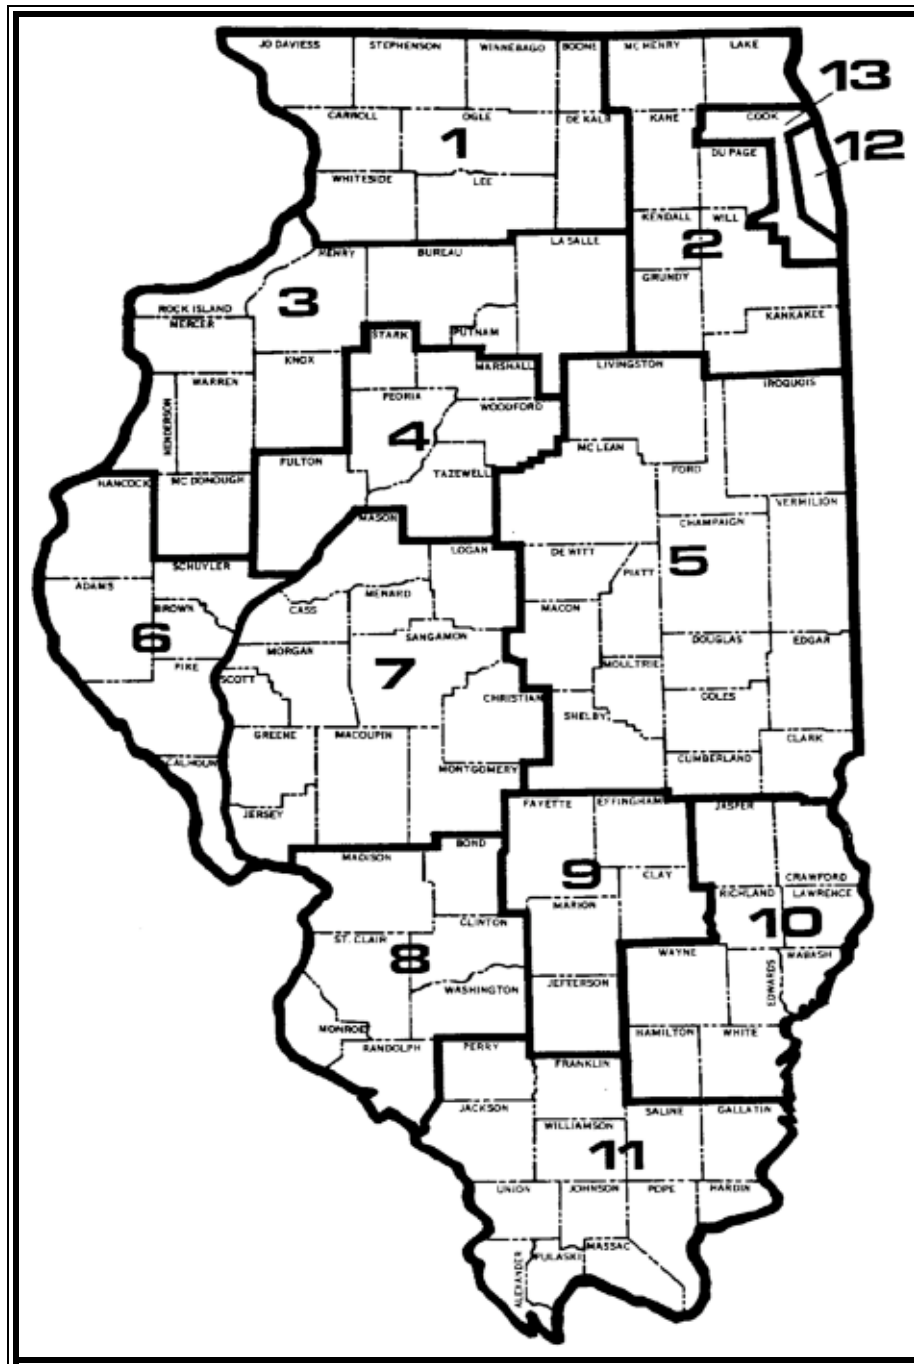 JO DAVIESS STEPHENSON WINNEBAGO BOONE MC HENRY LAKE
13
CARROLL OGLE DE KALB KANE COOK
1
12
DU PAGE
WHITESIDE LEE
KENDALL WILL
2
HENRY BUREAU LA SALLE
GRUNDY
3
ROCK ISLAND
MERCER
KANKAKEE
STARK PUTNAM
KNOX MARSHALL LIVINGSTON
WARREN IROQUOIS
PEORIA WOODFORD
HENDERSON
4
MC LEAN
FULTON TAZEWELL FORD
HANCOCK MC DONOUGH
VERMILION
MASON CHAMPAIGN
LOGAN DE WITT
5
SCHUYLER PIATT
ADAMS MENARD
BROWN CASS MACON
6
SANGAMON DOUGLAS EDGAR
MORGAN
PIKE MOULTRIE
7
SCOTT
CHRISTIAN COLES
SHELBY
GREENE MACOUPIN CLARK
CALHOUN MONTGOMERY CUMBERLAND
FAYETTE EFFINGHAM JASPER
JERSEY
BOND
MADISON
9
CLAY CRAWFORD
RICHLAND LAWRENCE
MARION
10
CLINTON
ST. CLAIR
8
WAYNE WABASH
EDWARDS
JEFFERSON
WASHINGTON
MONROE HAMILTON WHITE
RANDOLPH PERRY
FRANKLIN
JACKSON SALINE GALLATIN
WILLIAMSON
11
UNION JOHNSON POPE HARDIN
MASSAC
PULASKI
ALEXANDER